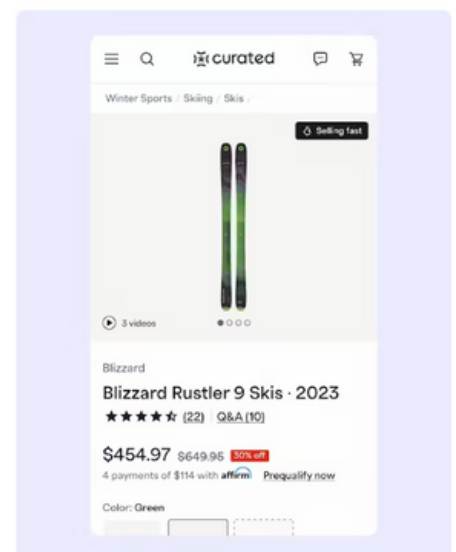 curated
Winter Sports / Skiing / Skis /
Selling fast
3 videos
Blizzard
Blizzard Rustler 9 Skis · 2023
(22) Q&A (10)
$454.97 $649.95 30% off
4 payments of $114 with affirm Prequalify now
Color: Green